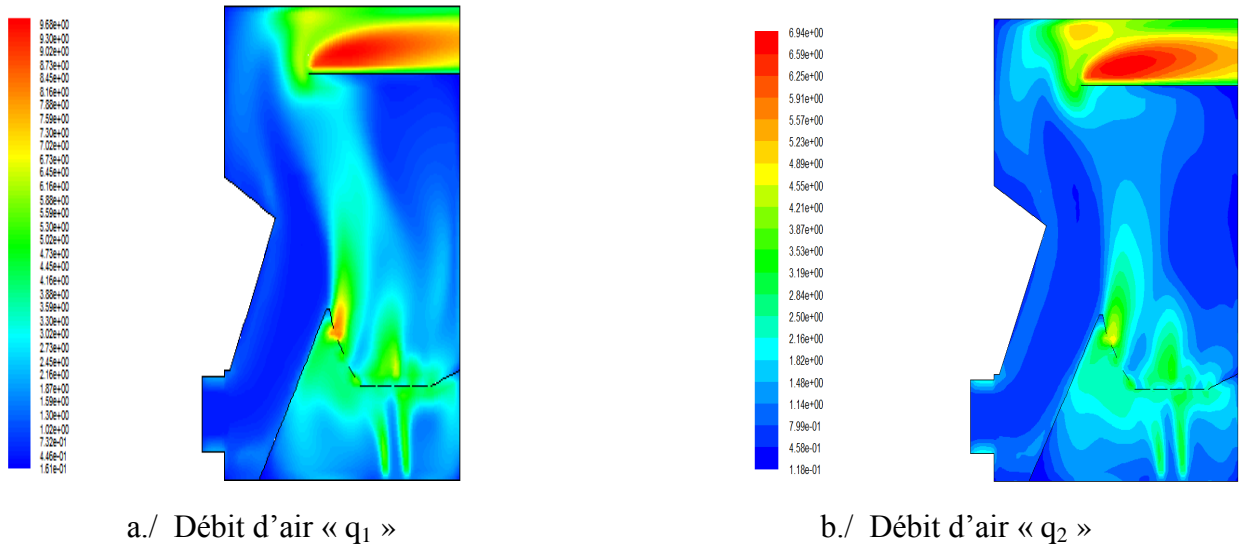 9.68e+00
9.30e+00
9.02e+00
8.73e+00
8.45e+00
8.16e+00
7.88e+00
7.59e+00
7.30e+00
7.02e+00
6.73e+00
6.45e+00
6.16e+00
5.88e+00
5.59e+00
5.30e+00
5.02e+00
4.73e+00
4.45e+00
4.16e+00
3.88e+00
3.59e+00
3.30e+00
3.02e+00
2.73e+00
2.45e+00
2.16e+00
1.87e+00
1.59e+00
1.30e+00
1.02e+00
7.32e-01
4.46e-01
1.61e-01
6.94e+00
6.59e+00
6.25e+00
5.91e+00
5.57e+00
5.23e+00
4.89e+00
4.55e+00
4.21e+00
3.87e+00
3.53e+00
3.19e+00
2.84e+00
2.50e+00
2.16e+00
1.82e+00
1.48e+00
1.14e+00
7.99e-01
4.58e-01
1.18e-01
a./ Débit d’air « q₁ »
b./ Débit d’air « q₂ »